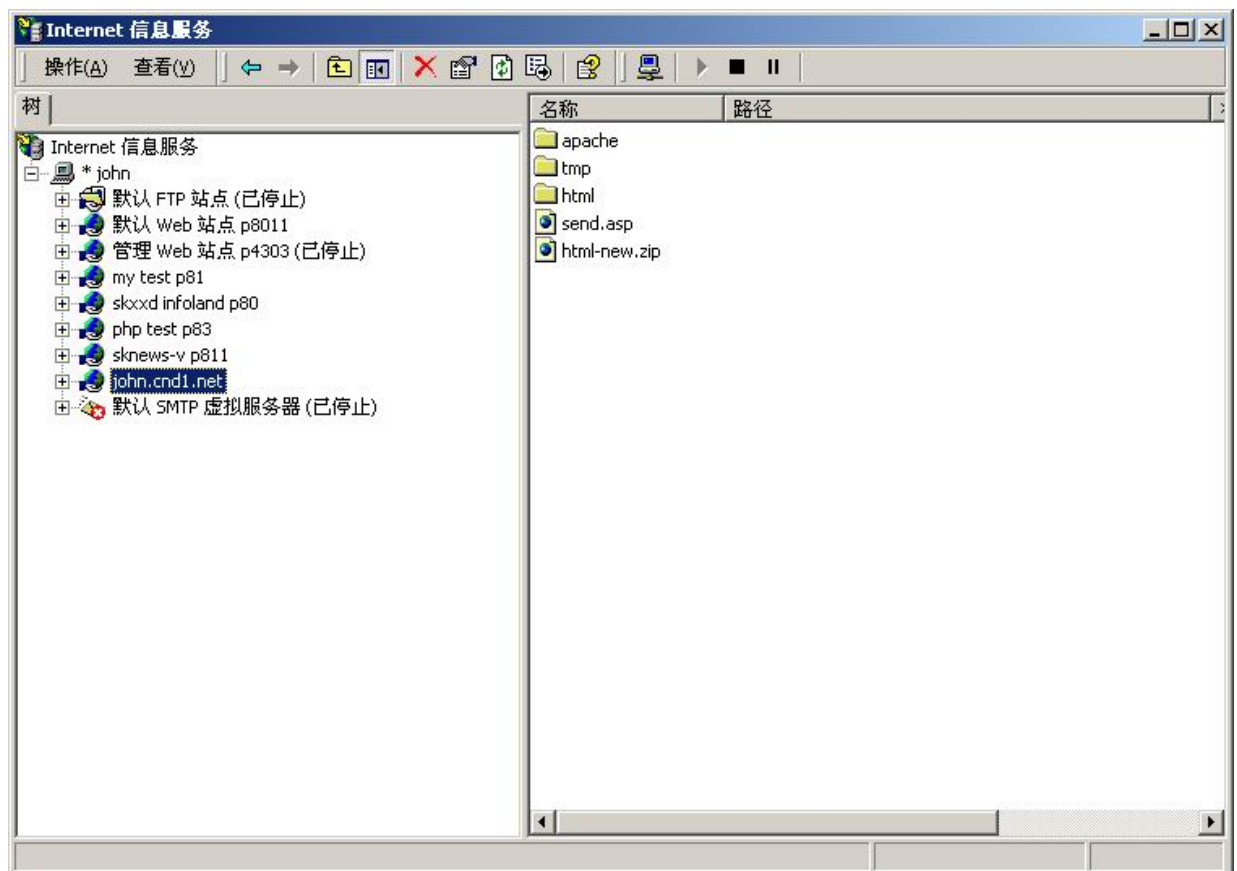 Internet 信息服务
操作(A) 查看(V)
树
名称 路径
Internet 信息服务
* john
默认 FTP 站点 (已停止)
默认 Web 站点 p8011
管理 Web 站点 p4303 (已停止)
my test p81
skxxd infoland p80
php test p83
sknews-v p811
john.cnd1.net
默认 SMTP 虚拟服务器 (已停止)
apache
tmp
html
send.asp
html-new.zip